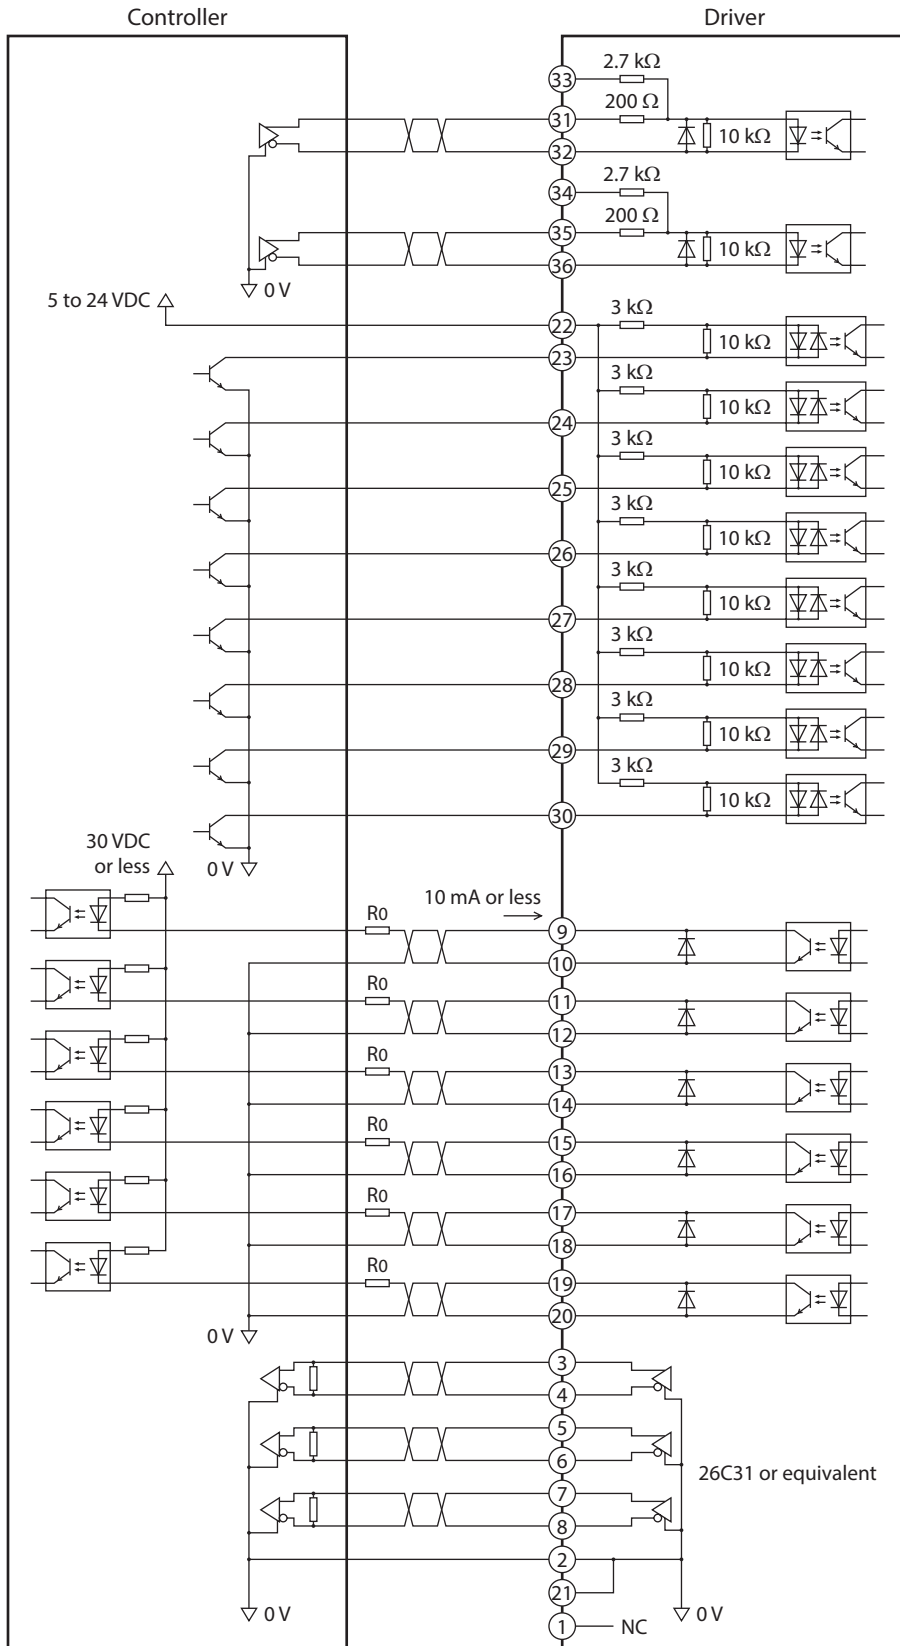 Controller
Driver
33
2.7 kΩ
200 Ω
31
10 kΩ
32
34
2.7 kΩ
200 Ω
35
10 kΩ
36
0 V
5 to 24 VDC
22
3 kΩ
10 kΩ
23
3 kΩ
10 kΩ
24
3 kΩ
10 kΩ
25
3 kΩ
10 kΩ
26
3 kΩ
10 kΩ
27
3 kΩ
10 kΩ
28
3 kΩ
10 kΩ
29
3 kΩ
10 kΩ
30
30 VDC
or less
0 V
10 mA or less
R0
9
10
R0
11
12
R0
13
14
R0
15
16
R0
17
18
R0
19
20
0 V
3
4
5
6
26C31 or equivalent
7
8
2
21
0 V
0 V
1
NC